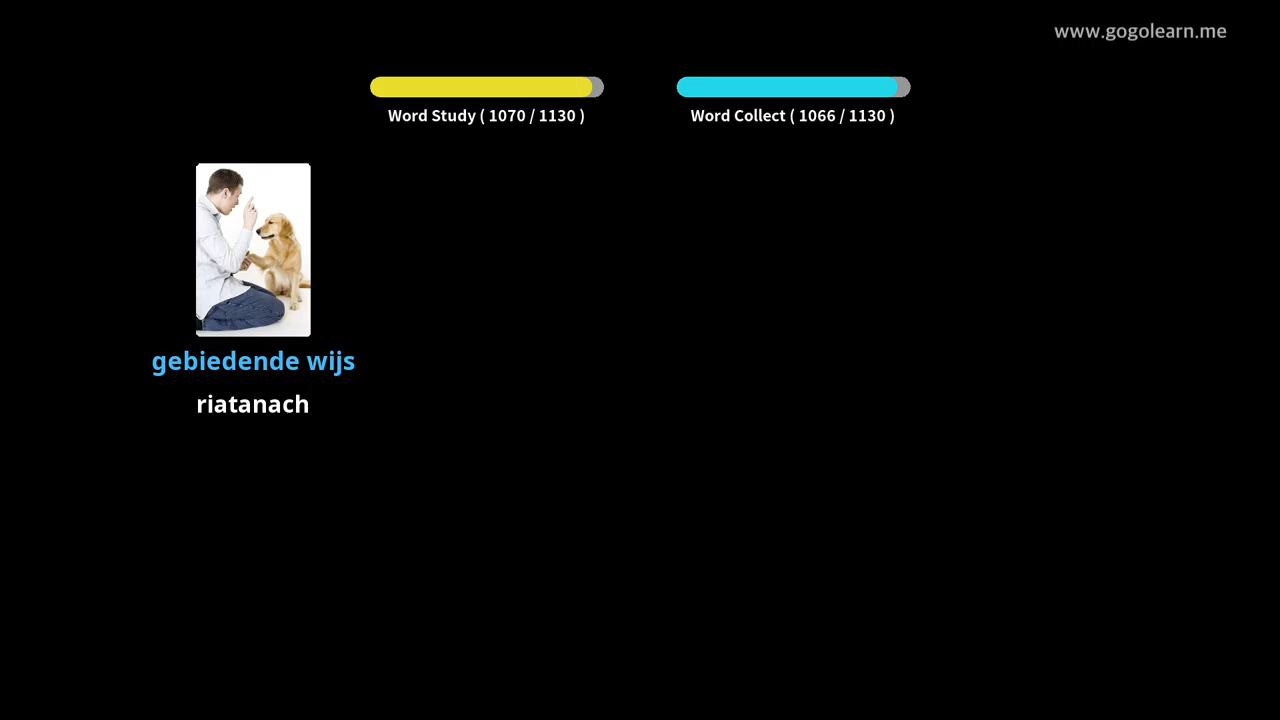 www.gogolearn.me
Word Study ( 1070 / 1130 )
Word Collect ( 1066 / 1130 )
gebiedende wijs
riatanach